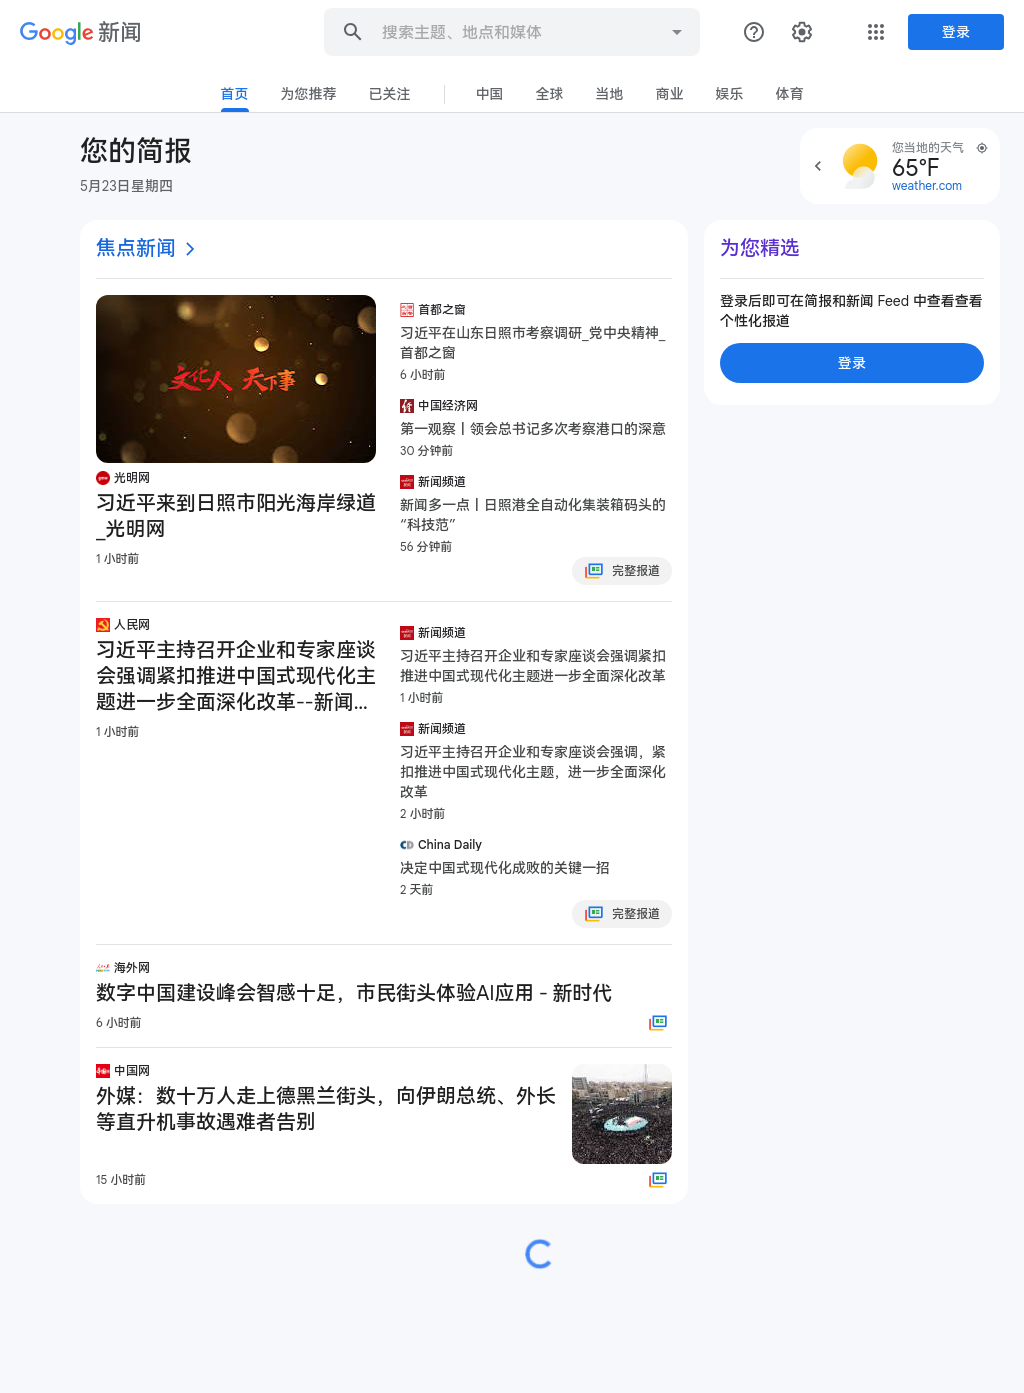 Google 新闻
搜索主题、地点和媒体
登录
首页
为您推荐
已关注
中国
全球
当地
商业
娱乐
体育
您的简报
5月23日星期四
您当地的天气
65°F
weather.com
焦点新闻
文化人 天下事
光明网
习近平来到日照市阳光海岸绿道
_光明网
1 小时前
首都之窗
习近平在山东日照市考察调研_党中央精神_
首都之窗
6 小时前
中国经济网
第一观察丨领会总书记多次考察港口的深意
30 分钟前
新闻频道
新闻多一点丨日照港全自动化集装箱码头的
“科技范”
56 分钟前
完整报道
人民网
习近平主持召开企业和专家座谈
会强调紧扣推进中国式现代化主
题进一步全面深化改革--新闻...
1 小时前
新闻频道
习近平主持召开企业和专家座谈会强调紧扣
推进中国式现代化主题进一步全面深化改革
1 小时前
新闻频道
习近平主持召开企业和专家座谈会强调，紧
扣推进中国式现代化主题，进一步全面深化
改革
2 小时前
China Daily
决定中国式现代化成败的关键一招
2 天前
完整报道
海外网
数字中国建设峰会智感十足，市民街头体验AI应用 - 新时代
6 小时前
中国网
外媒：数十万人走上德黑兰街头，向伊朗总统、外长
等直升机事故遇难者告别
15 小时前
为您精选
登录后即可在简报和新闻 Feed 中查看查看
个性化报道
登录